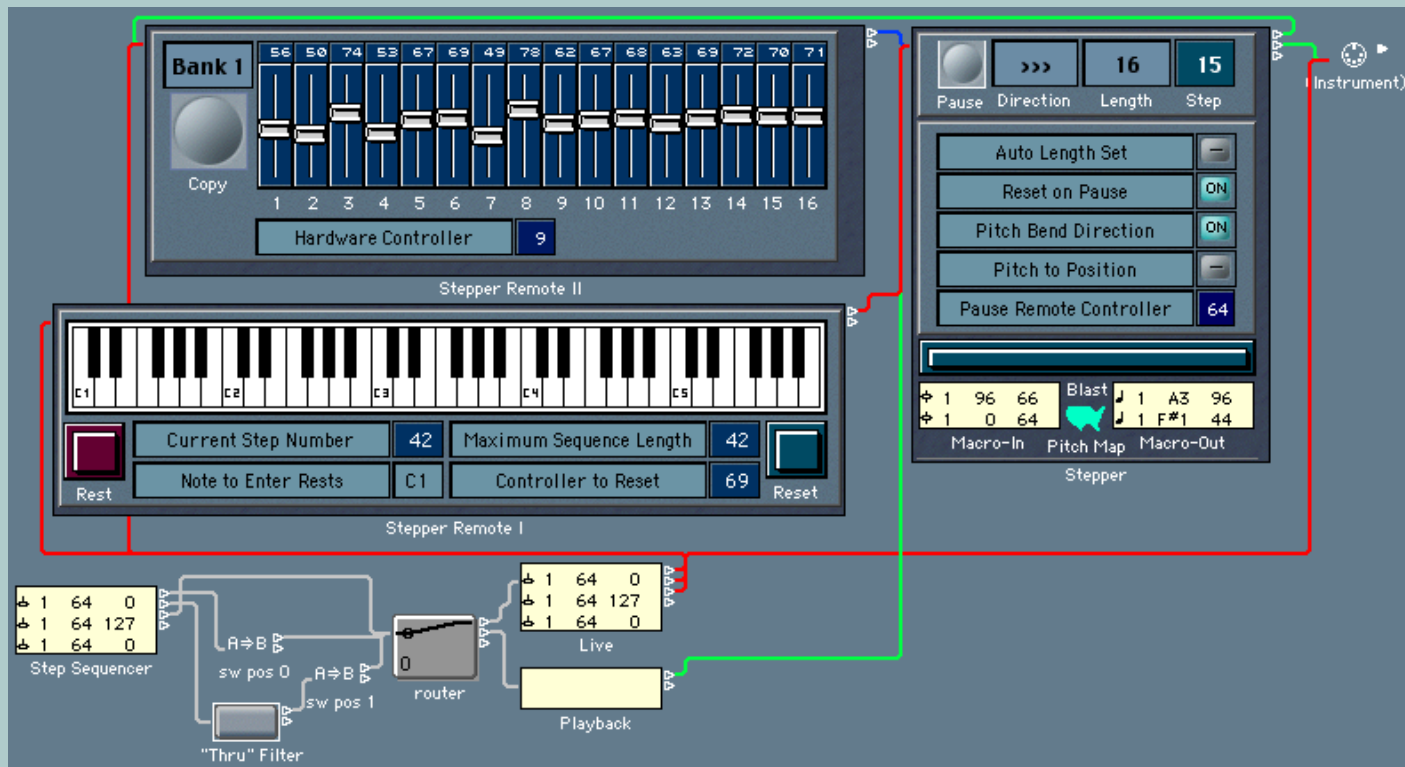 56 50 74 53 67 69 49 78 62 67 68 63 69 72 70 71
Bank 1
Copy
1 2 3 4 5 6 7 8 9 10 11 12 13 14 15 16
Hardware Controller 9
Stepper Remote II
››› 16 15
Pause Direction Length Step
Auto Length Set −
Reset on Pause ON
Pitch Bend Direction ON
Pitch to Position −
Pause Remote Controller 64
1 96 66
1 0 64
Macro-In
Blast
Pitch Map
1 A3 96
1 F#1 44
Macro-Out
Stepper
(Instrument)
C1 C2 C3 C4 C5
Rest
Current Step Number 42
Maximum Sequence Length 42
Note to Enter Rests C1
Controller to Reset 69
Reset
Stepper Remote I
1 64 0
1 64 127
1 64 0
Step Sequencer
A⇒B
sw pos 0
A⇒B
sw pos 1
"Thru" Filter
0
router
1 64 0
1 64 127
1 64 0
Live
Playback